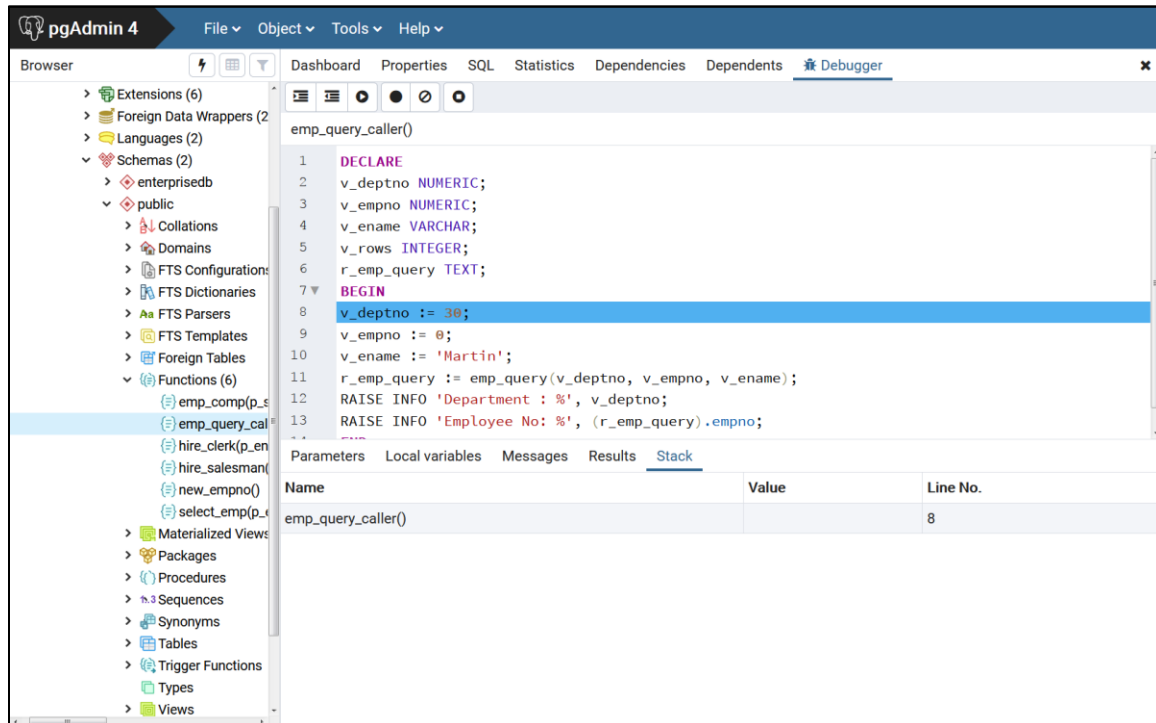 pgAdmin 4 File Object Tools Help
Browser
Dashboard Properties SQL Statistics Dependencies Dependents Debugger
Extensions (6)
Foreign Data Wrappers (2
Languages (2)
Schemas (2)
enterprisedb
public
Collations
Domains
FTS Configurations
FTS Dictionaries
Aa FTS Parsers
FTS Templates
Foreign Tables
Functions (6)
emp_comp(p_s
emp_query_cal
hire_clerk(p_en
hire_salesman(
new_empno()
select_emp(p_e
Materialized Views
Packages
Procedures
1..3 Sequences
Synonyms
Tables
Trigger Functions
Types
Views
emp_query_caller()
1 DECLARE
2 v_deptno NUMERIC;
3 v_empno NUMERIC;
4 v_ename VARCHAR;
5 v_rows INTEGER;
6 r_emp_query TEXT;
7 BEGIN
8 v_deptno := 30;
9 v_empno := 0;
10 v_ename := 'Martin';
11 r_emp_query := emp_query(v_deptno, v_empno, v_ename);
12 RAISE INFO 'Department : %', v_deptno;
13 RAISE INFO 'Employee No: %', (r_emp_query).empno;
Parameters Local variables Messages Results Stack
Name Value Line No.
emp_query_caller() 8